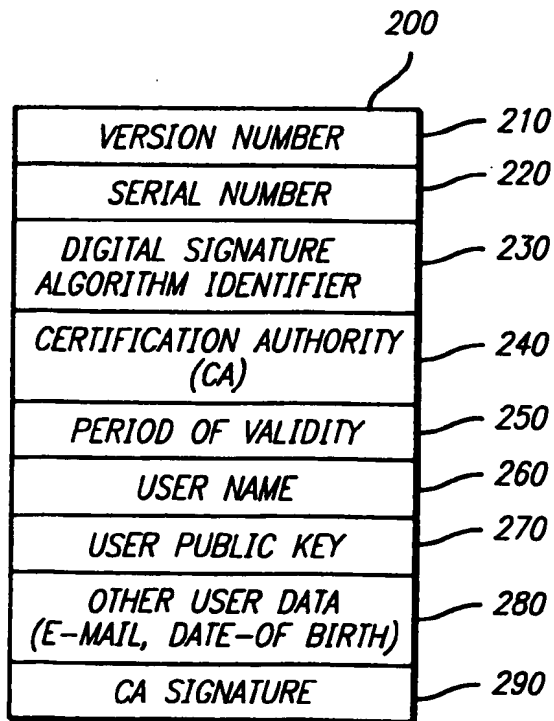 200
VERSION NUMBER 210
SERIAL NUMBER 220
DIGITAL SIGNATURE
ALGORITHM IDENTIFIER 230
CERTIFICATION AUTHORITY
(CA) 240
PERIOD OF VALIDITY 250
USER NAME 260
USER PUBLIC KEY 270
OTHER USER DATA
(E-MAIL, DATE-OF BIRTH) 280
CA SIGNATURE 290